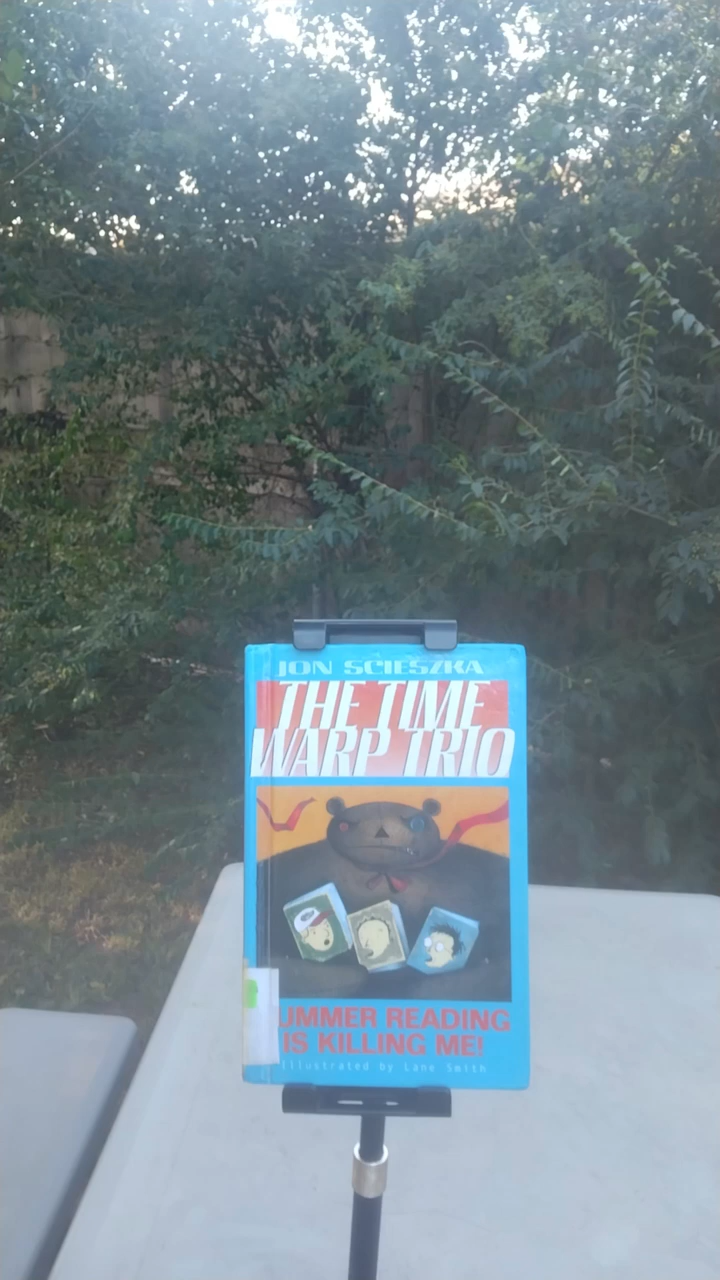 JON SCIESZKA
THE TIME
WARP TRIO
UMMER READING
IS KILLING ME!
Illustrated by Lane Smith